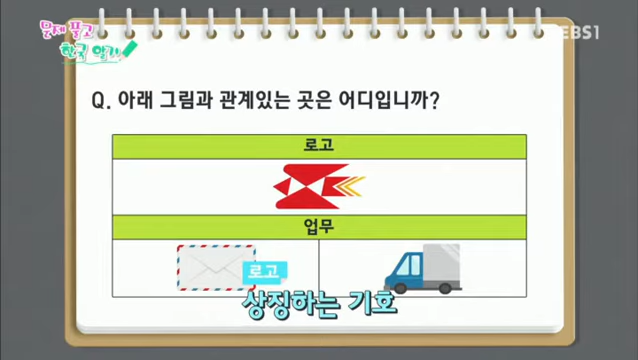 문제 풀고
한국 알기
EBS1
Q. 아래 그림과 관계있는 곳은 어디입니까?
로고
업무
로고
상징하는 기호